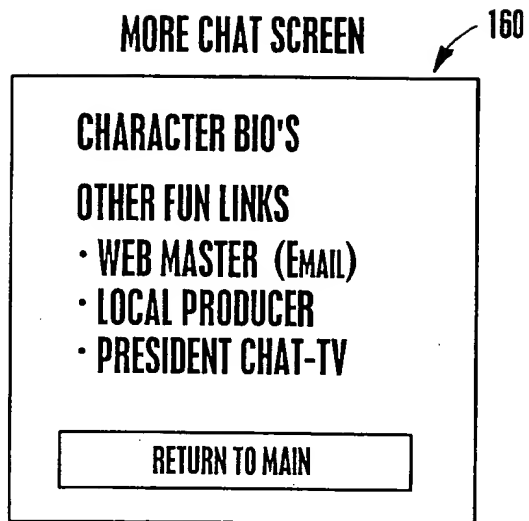 MORE CHAT SCREEN
160
CHARACTER BIO'S
OTHER FUN LINKS
· WEB MASTER (EMAIL)
· LOCAL PRODUCER
· PRESIDENT CHAT-TV
RETURN TO MAIN